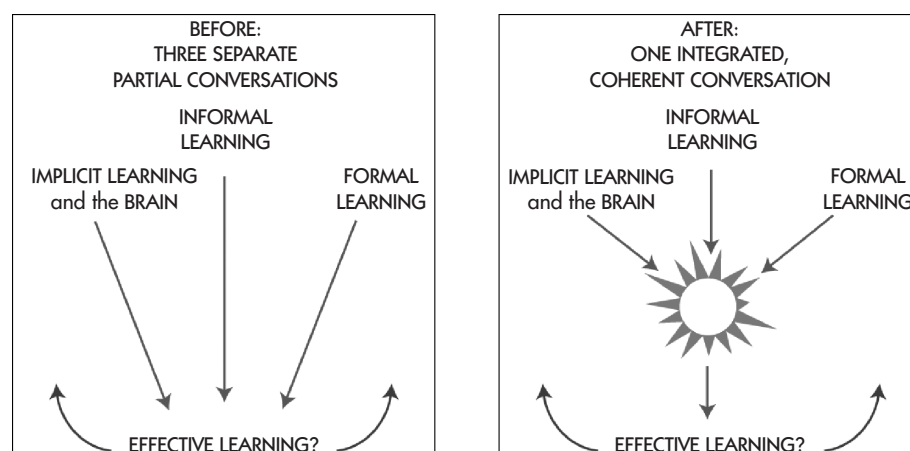 BEFORE:
THREE SEPARATE
PARTIAL CONVERSATIONS
INFORMAL
LEARNING
IMPLICIT LEARNING
and the BRAIN
FORMAL
LEARNING
EFFECTIVE LEARNING?
AFTER:
ONE INTEGRATED,
COHERENT CONVERSATION
INFORMAL
LEARNING
IMPLICIT LEARNING
and the BRAIN
FORMAL
LEARNING
EFFECTIVE LEARNING?